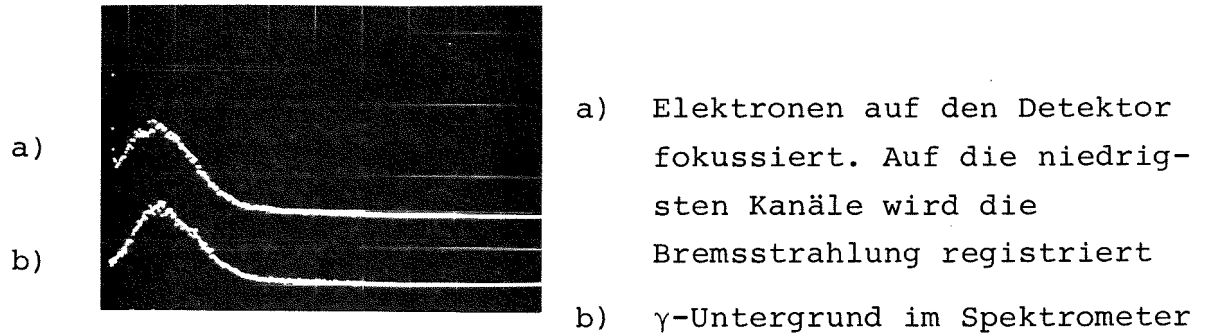 a)
b)
a) Elektronen auf den Detektor
fokussiert. Auf die niedrig-
sten Kanäle wird die
Bremsstrahlung registriert
b) γ-Untergrund im Spektrometer